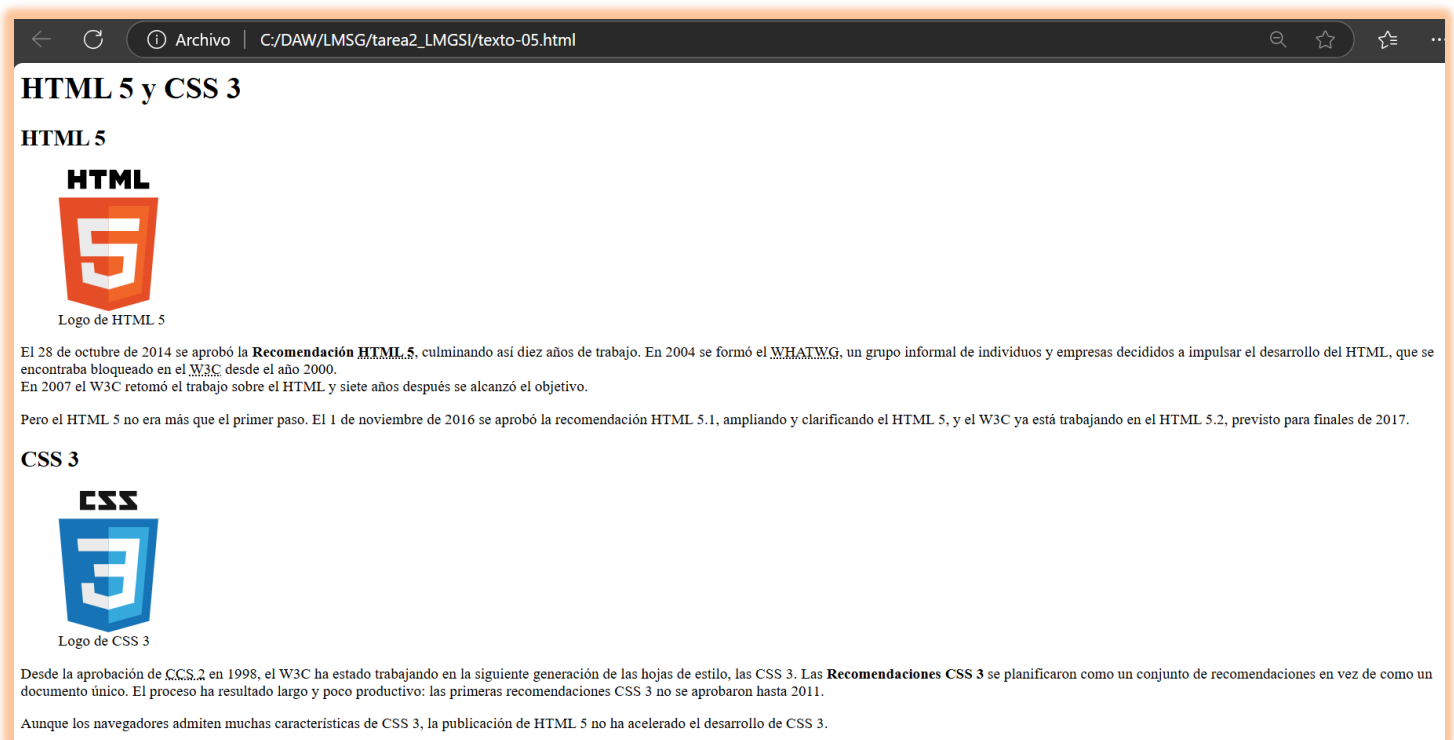 Archivo | C:/DAW/LMSG/tarea2_LMGSI/texto-05.html
HTML 5 y CSS 3
HTML 5
HTML
5
Logo de HTML 5
El 28 de octubre de 2014 se aprobó la Recomendación HTML 5, culminando así diez años de trabajo. En 2004 se formó el WHATWG, un grupo informal de individuos y empresas decididos a impulsar el desarrollo del HTML, que se
encontraba bloqueado en el W3C desde el año 2000.
En 2007 el W3C retomó el trabajo sobre el HTML y siete años después se alcanzó el objetivo.
Pero el HTML 5 no era más que el primer paso. El 1 de noviembre de 2016 se aprobó la recomendación HTML 5.1, ampliando y clarificando el HTML 5, y el W3C ya está trabajando en el HTML 5.2, previsto para finales de 2017.
CSS 3
CSS
3
Logo de CSS 3
Desde la aprobación de CCS 2 en 1998, el W3C ha estado trabajando en la siguiente generación de las hojas de estilo, las CSS 3. Las Recomendaciones CSS 3 se planificaron como un conjunto de recomendaciones en vez de como un
documento único. El proceso ha resultado largo y poco productivo: las primeras recomendaciones CSS 3 no se aprobaron hasta 2011.
Aunque los navegadores admiten muchas características de CSS 3, la publicación de HTML 5 no ha acelerado el desarrollo de CSS 3.